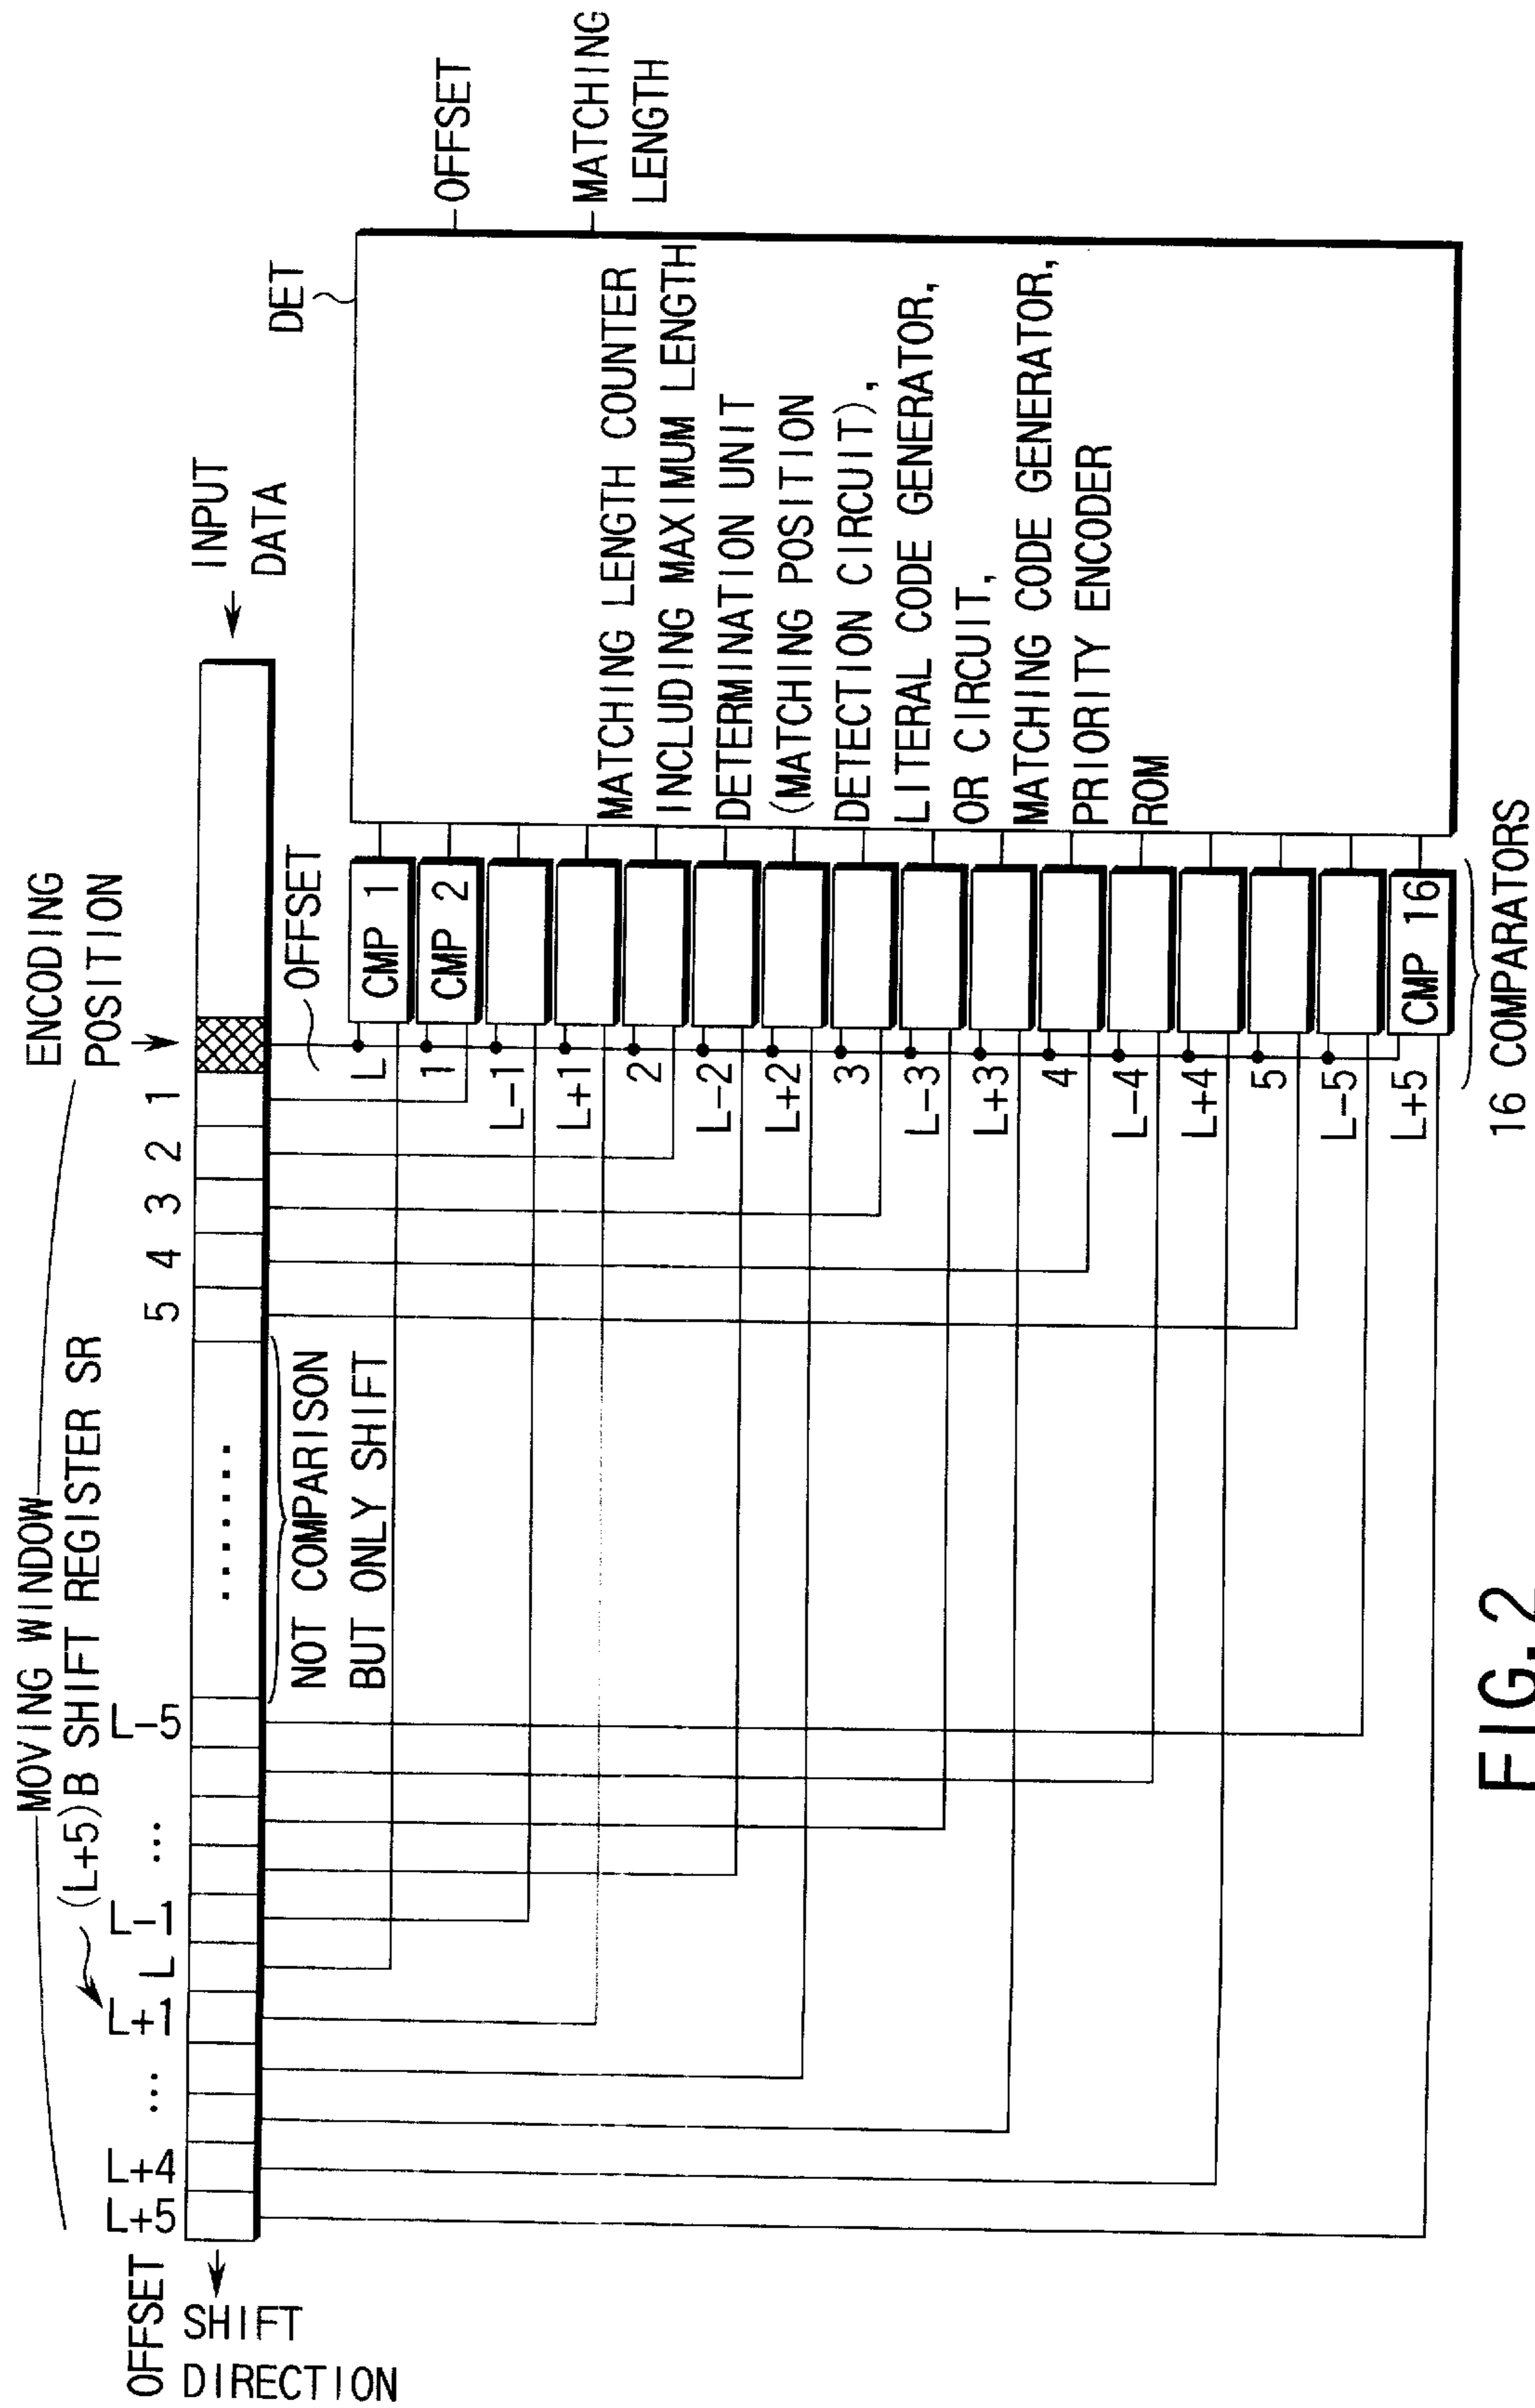 MOVING WINDOW
(L+5)B SHIFT REGISTER SR
ENCODING
POSITION
OFFSET
L+5
L+4
...
L+1
L
L-1
...
L-5
5
4
3
2
1
INPUT
DATA
......
SHIFT
DIRECTION
NOT COMPARISON
BUT ONLY SHIFT
OFFSET
DET
L
CMP 1
1
CMP 2
L-1
L+1
2
L-2
L+2
3
L-3
L+3
4
L-4
L+4
5
L-5
L+5
CMP 16
MATCHING LENGTH COUNTER
INCLUDING MAXIMUM LENGTH
DETERMINATION UNIT
(MATCHING POSITION
DETECTION CIRCUIT),
LITERAL CODE GENERATOR,
OR CIRCUIT,
MATCHING CODE GENERATOR,
PRIORITY ENCODER
ROM
OFFSET
MATCHING
LENGTH
16 COMPARATORS
FIG. 2